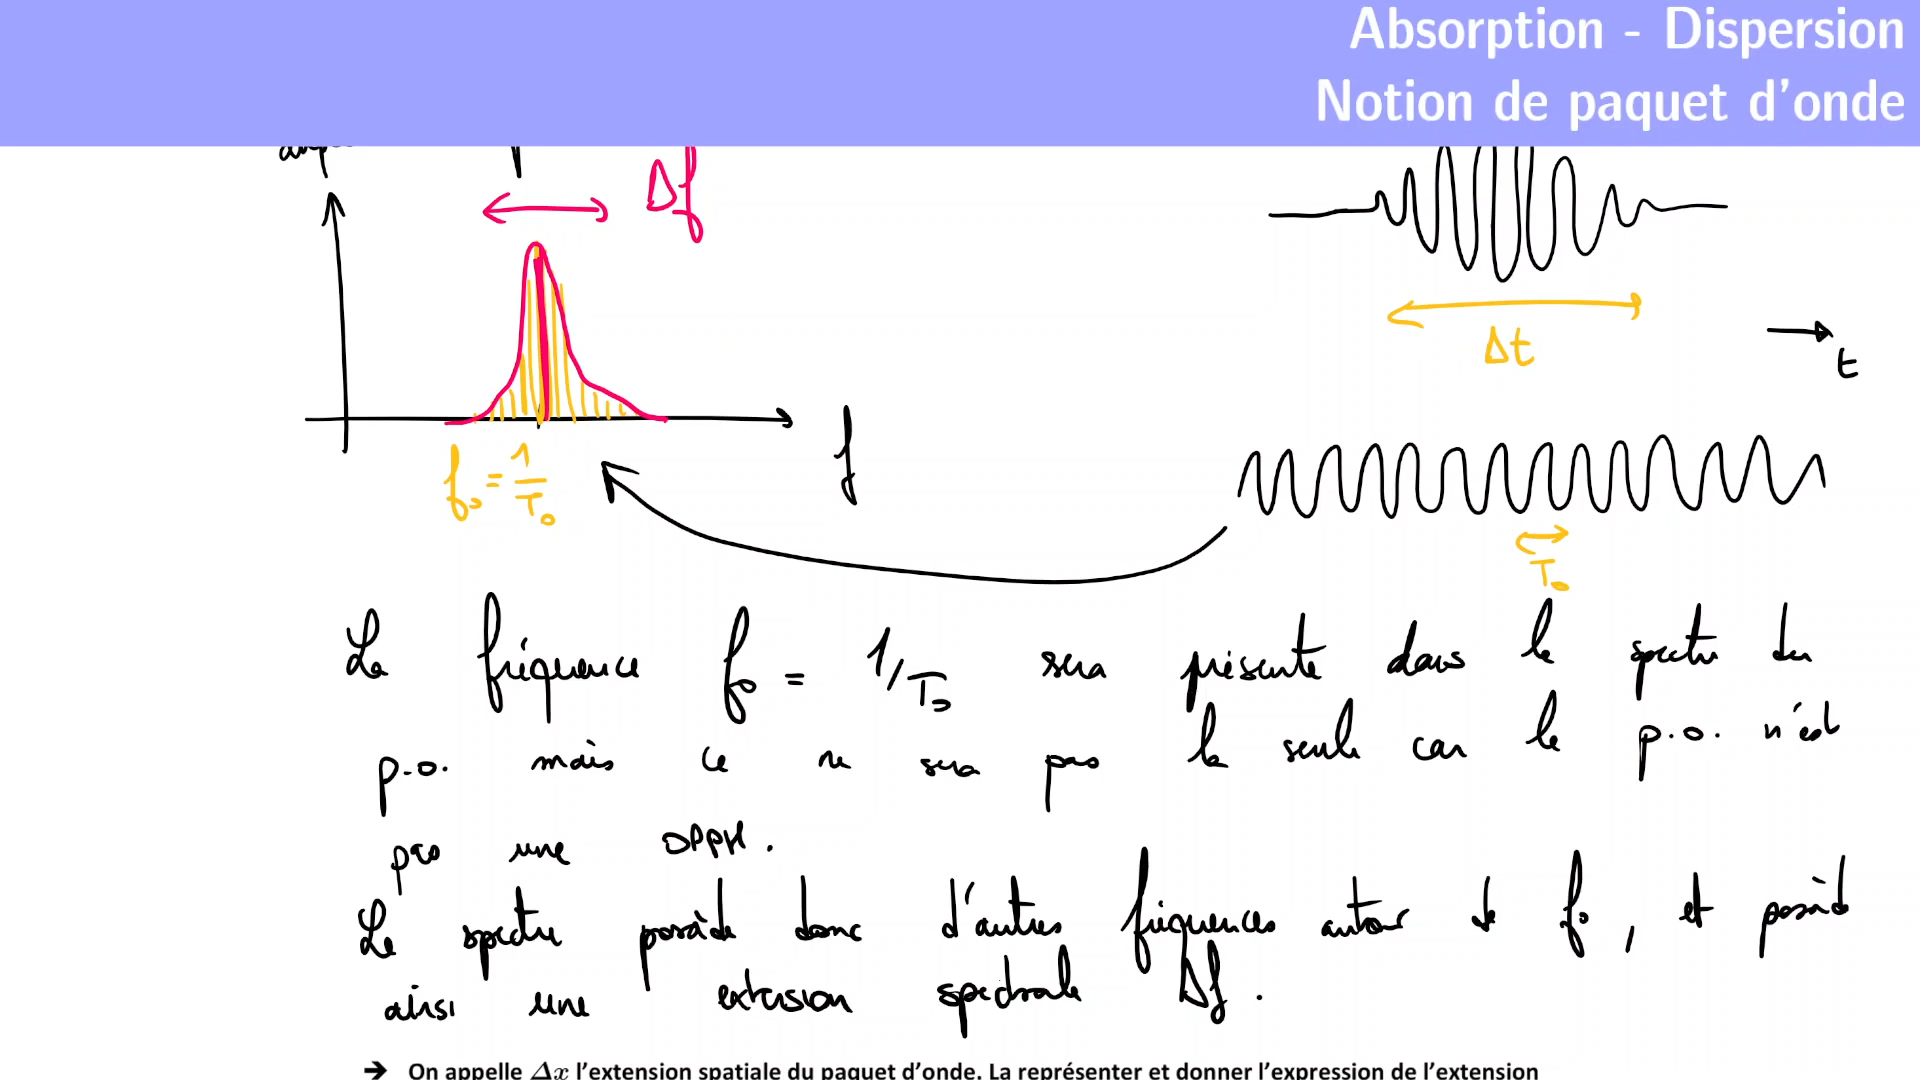 Absorption - Dispersion
Notion de paquet d'onde
Δf
Δt
t
f
f₀ = 1/T₀
T₀
La fréquence f₀ = 1/T₀ sera présente dans le spectre du
p.o. mais ce ne sera pas la seule car le p.o. n'est
pas une OPPH.
Le spectre possède donc d'autres fréquences autour de f₀, et possède
ainsi une extension spectrale Δf.
➔ On appelle Δx l'extension spatiale du paquet d'onde. La représenter et donner l'expression de l'extension